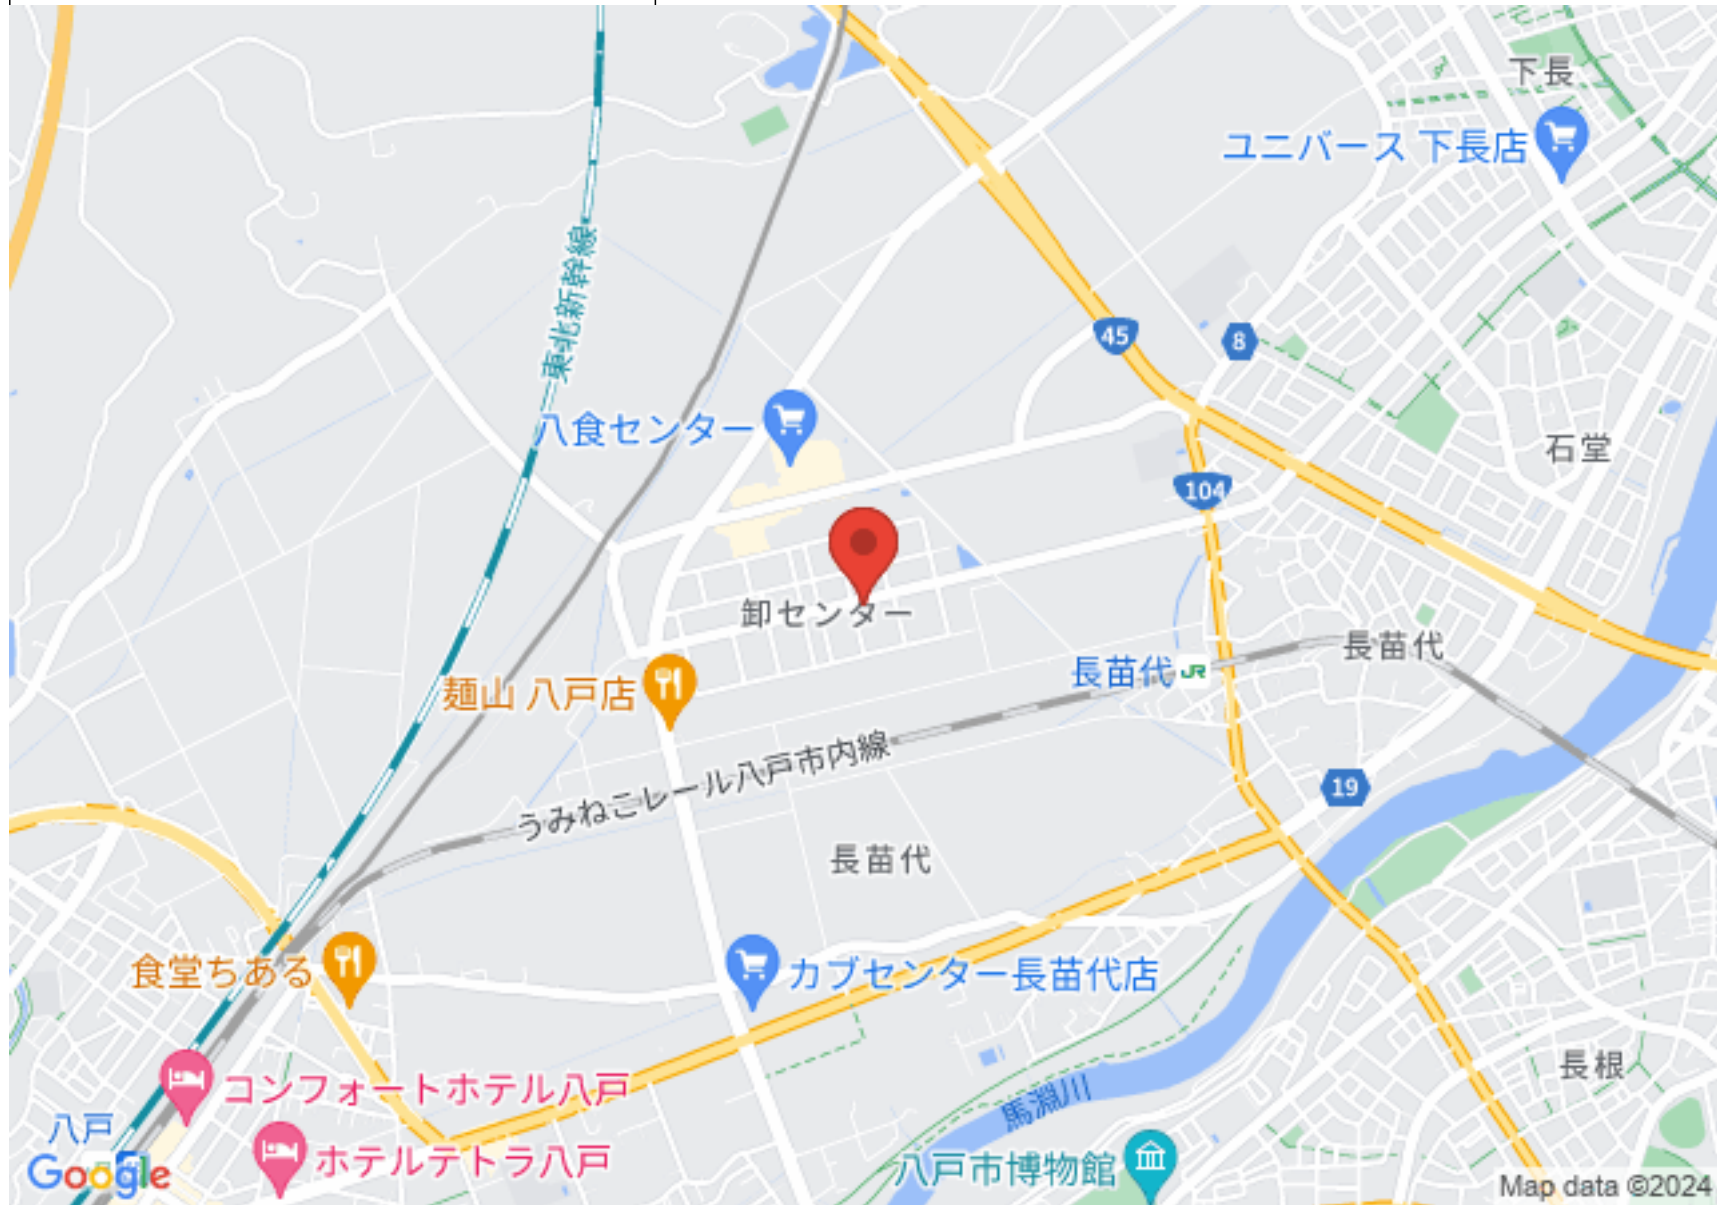 下長
ユニバース 下長店
東北新幹線
45
8
八食センター
石堂
104
卸センター
長苗代
長苗代
麺山 八戸店
うみねこレール八戸市内線
19
長苗代
食堂ちある
カブセンター長苗代店
長根
コンフォートホテル八戸
馬淵川
八戸
ホテルテトラ八戸
八戸市博物館
Google
Map data ©2024